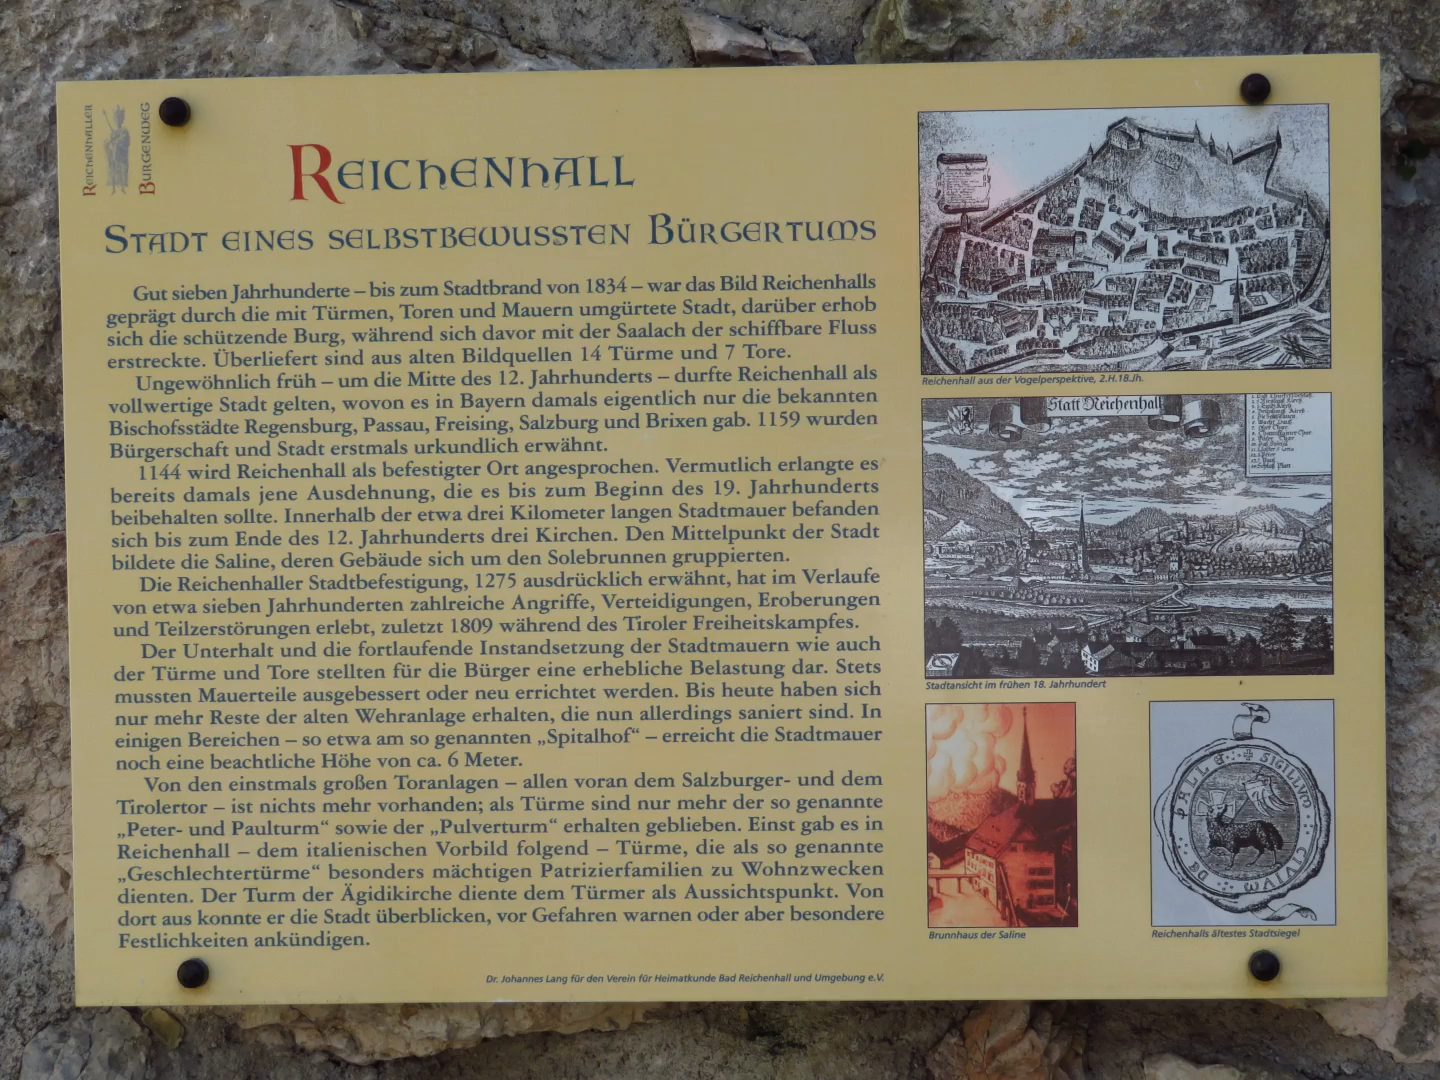 Reichenhaller
Burgenweg
Reichenhall
Stadt eines selbstbewussten Bürgertums
Gut sieben Jahrhunderte – bis zum Stadtbrand von 1834 – war das Bild Reichenhalls
geprägt durch die mit Türmen, Toren und Mauern umgürtete Stadt, darüber erhob
sich die schützende Burg, während sich davor mit der Saalach der schiffbare Fluss
erstreckte. Überliefert sind aus alten Bildquellen 14 Türme und 7 Tore.
Ungewöhnlich früh – um die Mitte des 12. Jahrhunderts – durfte Reichenhall als
vollwertige Stadt gelten, wovon es in Bayern damals eigentlich nur die bekannten
Bischofsstädte Regensburg, Passau, Freising, Salzburg und Brixen gab. 1159 wurden
Bürgerschaft und Stadt erstmals urkundlich erwähnt.
1144 wird Reichenhall als befestigter Ort angesprochen. Vermutlich erlangte es
bereits damals jene Ausdehnung, die es bis zum Beginn des 19. Jahrhunderts
beibehalten sollte. Innerhalb der etwa drei Kilometer langen Stadtmauer befanden
sich bis zum Ende des 12. Jahrhunderts drei Kirchen. Den Mittelpunkt der Stadt
bildete die Saline, deren Gebäude sich um den Solebrunnen gruppierten.
Die Reichenhaller Stadtbefestigung, 1275 ausdrücklich erwähnt, hat im Verlaufe
von etwa sieben Jahrhunderten zahlreiche Angriffe, Verteidigungen, Eroberungen
und Teilzerstörungen erlebt, zuletzt 1809 während des Tiroler Freiheitskampfes.
Der Unterhalt und die fortlaufende Instandsetzung der Stadtmauern wie auch
der Türme und Tore stellten für die Bürger eine erhebliche Belastung dar. Stets
mussten Mauerteile ausgebessert oder neu errichtet werden. Bis heute haben sich
nur mehr Reste der alten Wehranlage erhalten, die nun allerdings saniert sind. In
einigen Bereichen – so etwa am so genannten „Spitalhof“ – erreicht die Stadtmauer
noch eine beachtliche Höhe von ca. 6 Meter.
Von den einstmals großen Toranlagen – allen voran dem Salzburger- und dem
Tirolertor – ist nichts mehr vorhanden; als Türme sind nur mehr der so genannte
„Peter- und Paulturm“ sowie der „Pulverturm“ erhalten geblieben. Einst gab es in
Reichenhall – dem italienischen Vorbild folgend – Türme, die als so genannte
„Geschlechtertürme“ besonders mächtigen Patrizierfamilien zu Wohnzwecken
dienten. Der Turm der Ägidikirche diente dem Türmer als Aussichtspunkt. Von
dort aus konnte er die Stadt überblicken, vor Gefahren warnen oder aber besondere
Festlichkeiten ankündigen.
Dr. Johannes Lang für den Verein für Heimatkunde Bad Reichenhall und Umgebung e.V.
Reichenhall aus der Vogelperspektive, 2.H.18.Jh.
Statt Reichenhall
Stadtansicht im frühen 18. Jahrhundert
Brunnhaus der Saline
SIGILLVM CIVIVM DE HALLE
Reichenhalls ältestes Stadtsiegel